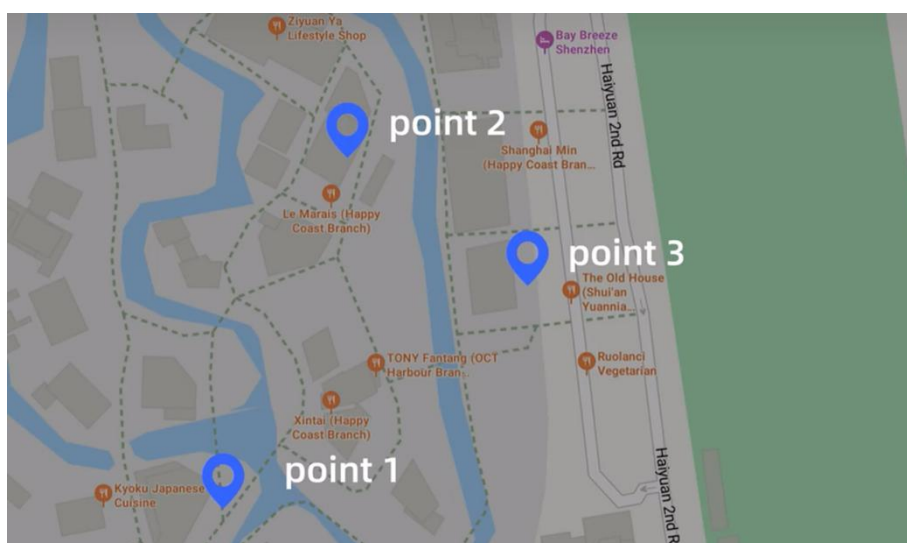 Ziyuan Ya
Lifestyle Shop
Bay Breeze
Shenzhen
Haiyuan 2nd Rd
point 2
Shanghai Min
(Happy Coast Bran...
Le Marais (Happy
Coast Branch)
point 3
The Old House
(Shui'an
Yuannia...
TONY Fantang (OCT
Harbour Bran...
Ruolanci
Vegetarian
Xintai (Happy
Coast Branch)
point 1
Kyoku Japanese
Cuisine
Haiyuan 2nd R